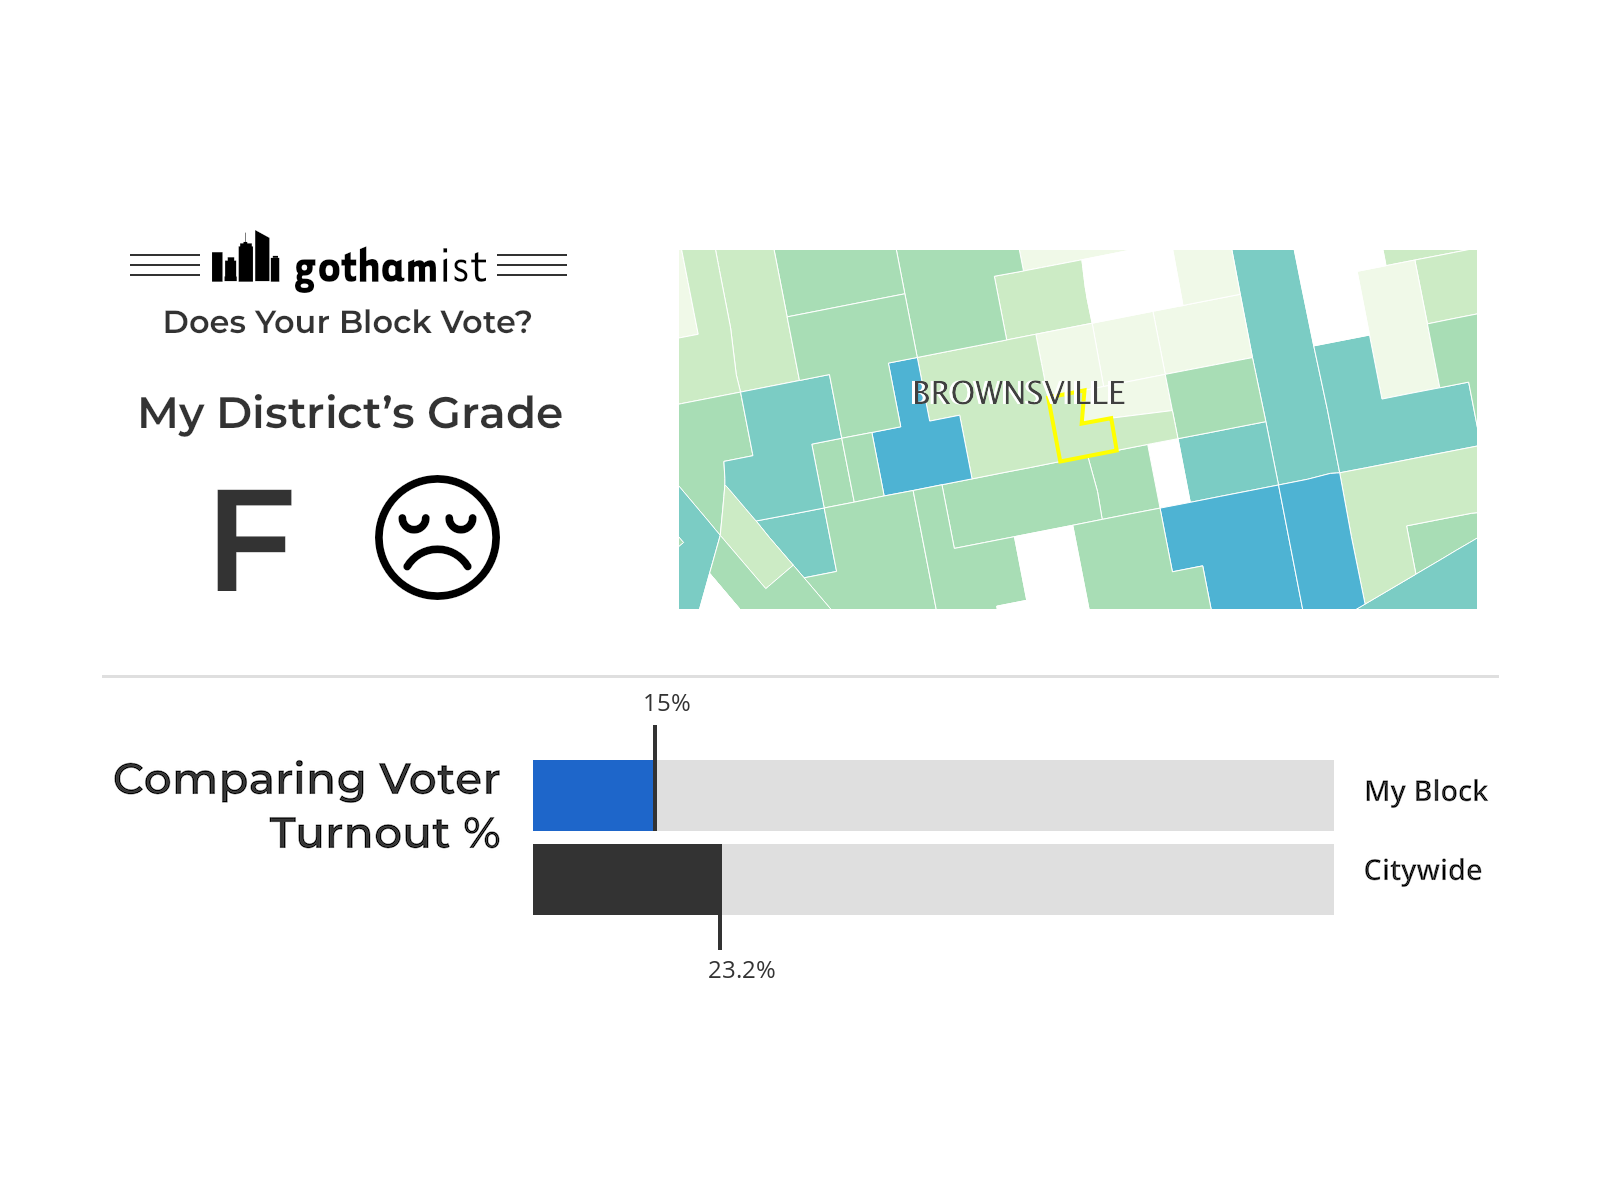 gothamist
Does Your Block Vote?
My District’s Grade
F
BROWNSVILLE
15%
Comparing Voter
Turnout %
My Block
Citywide
23.2%